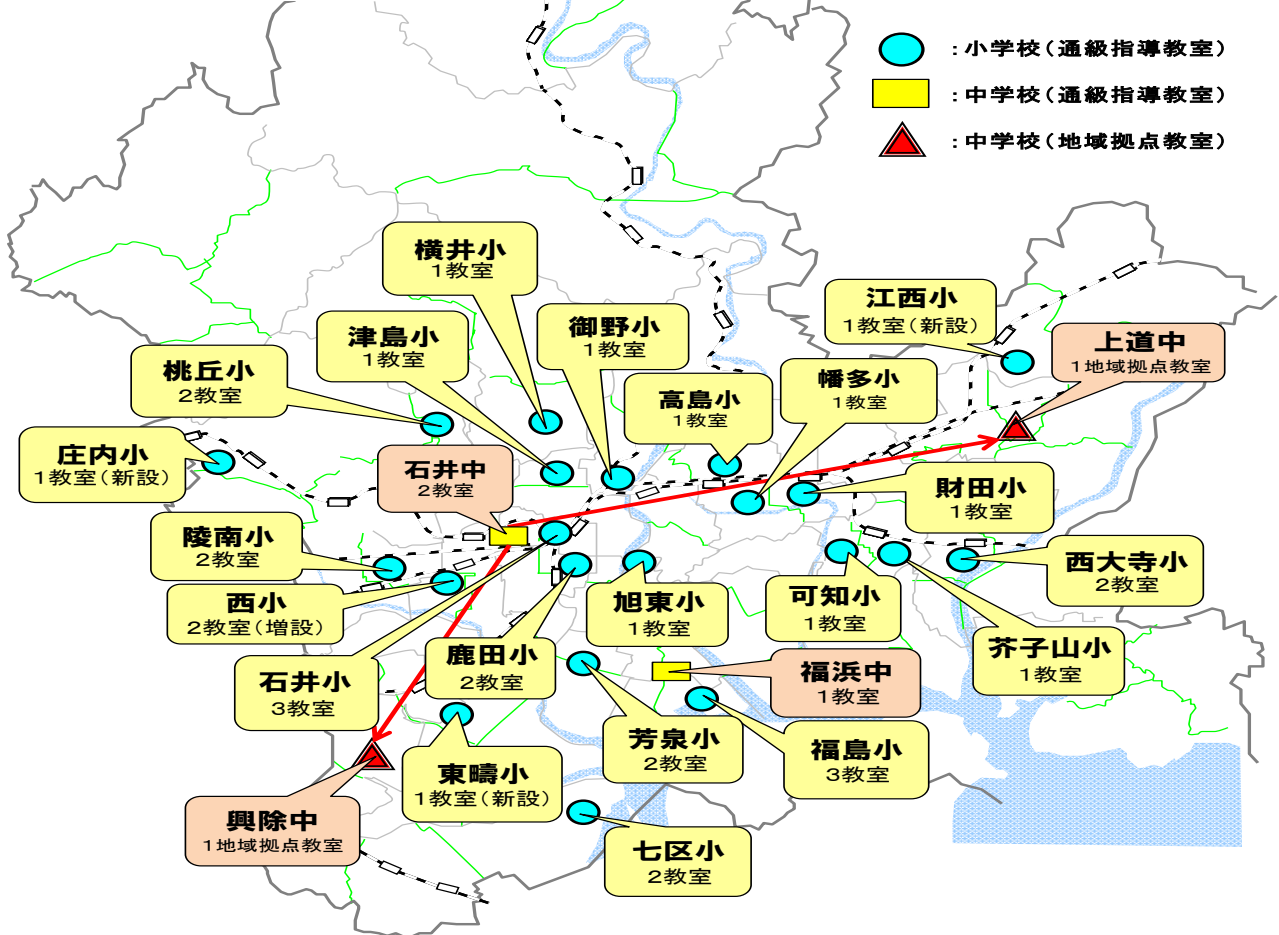 ：小学校（通級指導教室）
：中学校（通級指導教室）
：中学校（地域拠点教室）
横井小
1教室
江西小
1教室（新設）
津島小
1教室
御野小
1教室
上道中
1地域拠点教室
桃丘小
2教室
高島小
1教室
幡多小
1教室
庄内小
1教室（新設）
石井中
2教室
財田小
1教室
陵南小
2教室
西大寺小
2教室
西小
2教室（増設）
旭東小
1教室
可知小
1教室
芥子山小
1教室
石井小
3教室
鹿田小
2教室
福浜中
1教室
芳泉小
2教室
福島小
3教室
東疇小
1教室（新設）
興除中
1地域拠点教室
七区小
2教室